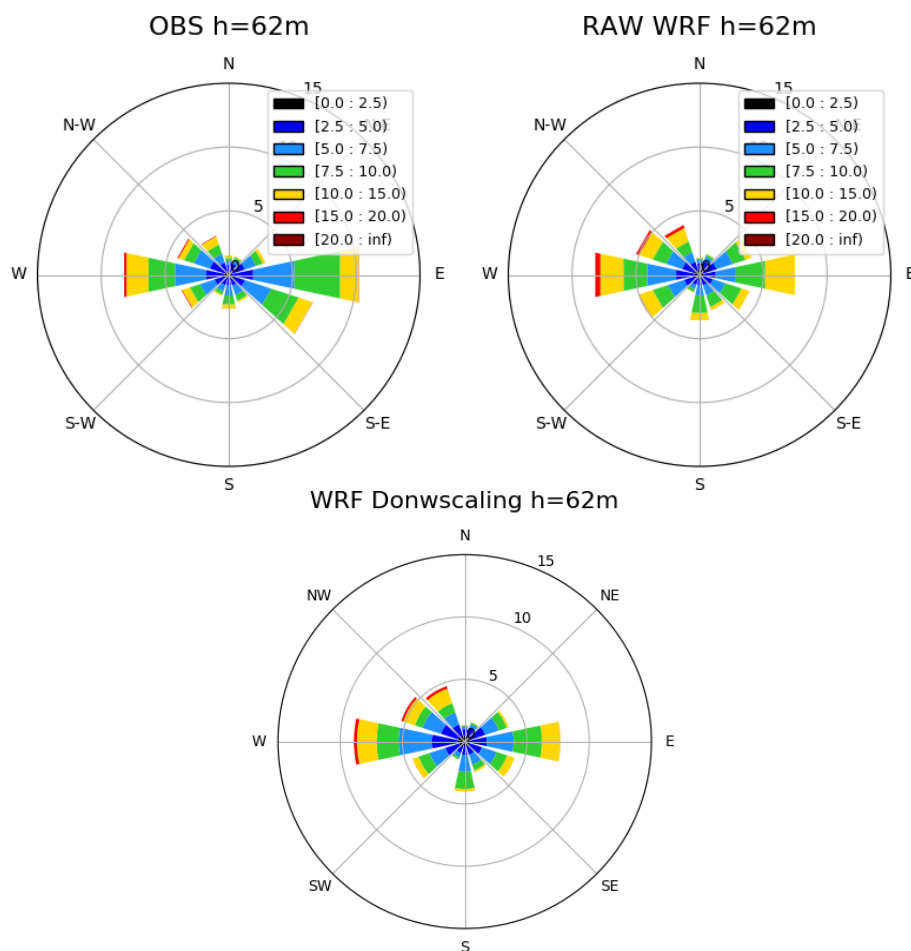 OBS h=62m
N
15
N-W
N-E
W
E
S-W
S-E
S
5
0
[0.0 : 2.5)
[2.5 : 5.0)
[5.0 : 7.5)
[7.5 : 10.0)
[10.0 : 15.0)
[15.0 : 20.0)
[20.0 : inf)
RAW WRF h=62m
N
15
N-W
W
E
S-W
S-E
S
5
0
[0.0 : 2.5)
[2.5 : 5.0)
[5.0 : 7.5)
[7.5 : 10.0)
[10.0 : 15.0)
[15.0 : 20.0)
[20.0 : inf)
WRF Donwscaling h=62m
N
15
NW
NE
10
5
0
W
E
SW
SE
S